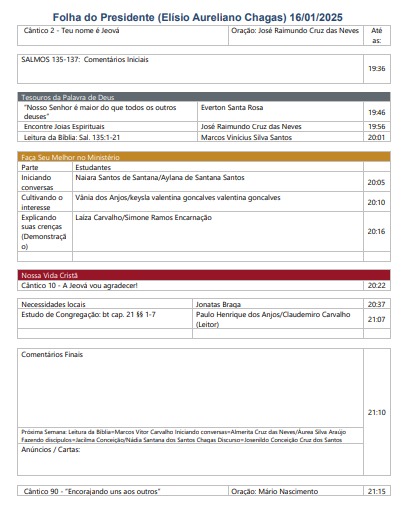 Folha do Presidente (Elísio Aureliano Chagas) 16/01/2025
Cântico 2 - Teu nome é Jeová
Oração: José Raimundo Cruz das Neves
Até
as:
SALMOS 135-137: Comentários Iniciais
19:36
Tesouros da Palavra de Deus
"Nosso Senhor é maior do que todos os outros
deuses"
Everton Santa Rosa
19:46
Encontre Joias Espirituais
José Raimundo Cruz das Neves
19:56
Leitura da Bíblia: Sal. 135:1-21
Marcos Vinícius Silva Santos
20:01
Faça Seu Melhor no Ministério
Parte
Estudantes
Iniciando
conversas
Naiara Santos de Santana/Aylana de Santana Santos
20:05
Cultivando o
interesse
Vânia dos Anjos/keysla valentina goncalves valentina goncalves
20:10
Explicando
suas crenças
(Demonstraçã
o)
Laiza Carvalho/Simone Ramos Encarnação
20:16
Nossa Vida Cristã
Cântico 10 - A Jeová vou agradecer!
20:22
Necessidades locais
Jonatas Braga
20:37
Estudo de Congregação: bt cap. 21 §§ 1-7
Paulo Henrique dos Anjos/Claudemiro Carvalho
(Leitor)
21:07
Comentários Finais
21:10
Próxima Semana: Leitura da Bíblia=Marcos Vitor Carvalho Iniciando conversas=Almerita Cruz das Neves/Áurea Silva Araújo
Fazendo discípulos=Jacilma Conceição/Nádia Santana dos Santos Chagas Discurso=Josenildo Conceição Cruz dos Santos
Anúncios / Cartas:
Cântico 90 - "Encorajando uns aos outros"
Oração: Mário Nascimento
21:15